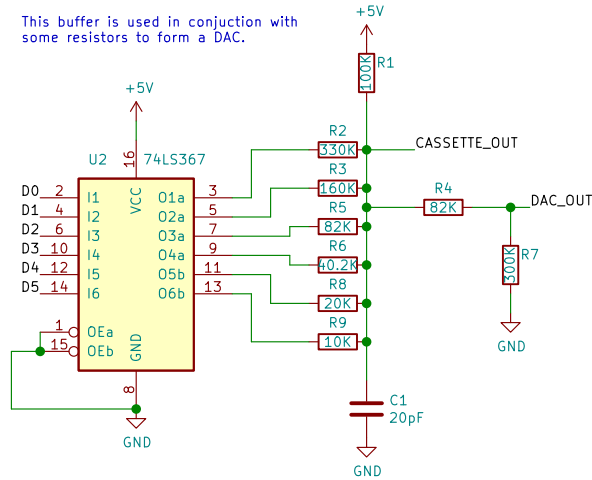 This buffer is used in conjuction with
some resistors to form a DAC.
+5V
R1
100K
+5V
U2
74LS367
16
VCC
R2
330K
CASSETTE_OUT
R3
160K
R4
82K
DAC_OUT
R5
82K
R6
40.2K
R7
300K
R8
20K
R9
10K
D0 2 I1 O1a 3
D1 4 I2 O2a 5
D2 6 I3 O3a 7
D3 10 I4 O4a 9
D4 12 I5 O5b 11
D5 14 I6 O6b 13
1 OEa
15 OEb
GND
8
GND
GND
C1
20pF
GND